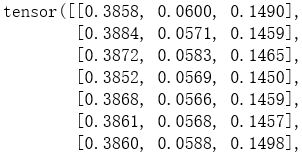 tensor([[0.3858, 0.0600, 0.1490],
        [0.3884, 0.0571, 0.1459],
        [0.3872, 0.0583, 0.1465],
        [0.3852, 0.0569, 0.1450],
        [0.3868, 0.0566, 0.1459],
        [0.3861, 0.0568, 0.1457],
        [0.3860, 0.0588, 0.1498],